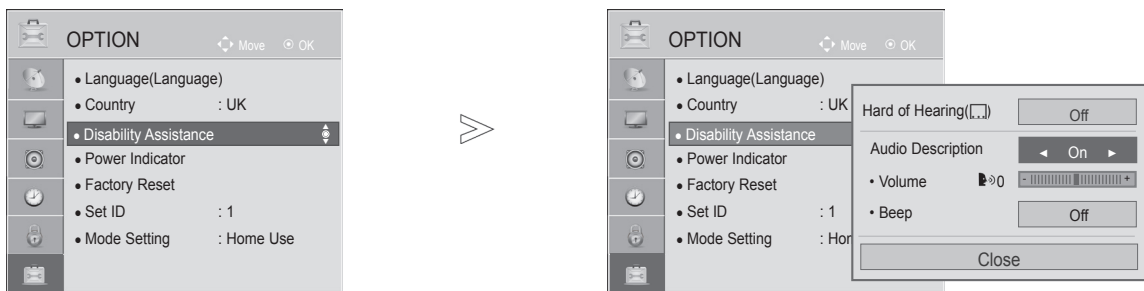 OPTION
Move OK
• Language(Language)
• Country : UK
• Disability Assistance
• Power Indicator
• Factory Reset
• Set ID : 1
• Mode Setting : Home Use
OPTION
Move OK
• Language(Language)
• Country : UK
• Disability Assistance
• Power Indicator
• Factory Reset
• Set ID : 1
• Mode Setting : Hor
Hard of Hearing( ) Off
Audio Description ◄ On ►
• Volume 0 - +
• Beep Off
Close